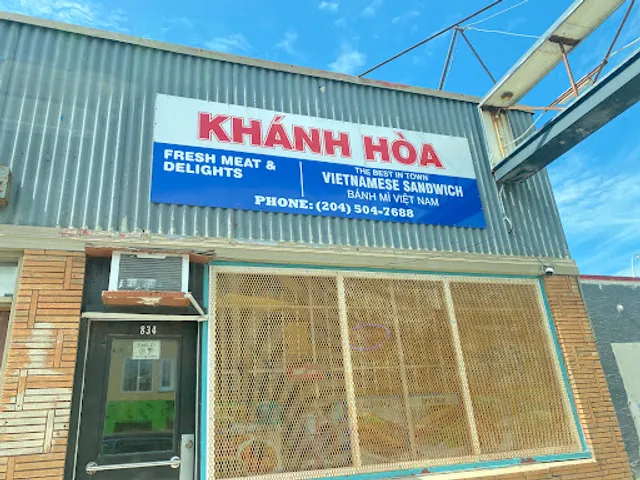 KHÁNH HÒA
FRESH MEAT &
DELIGHTS
THE BEST IN TOWN
VIETNAMESE SANDWICH
BÁNH MÌ VIỆT NAM
PHONE: (204) 504-7688
834